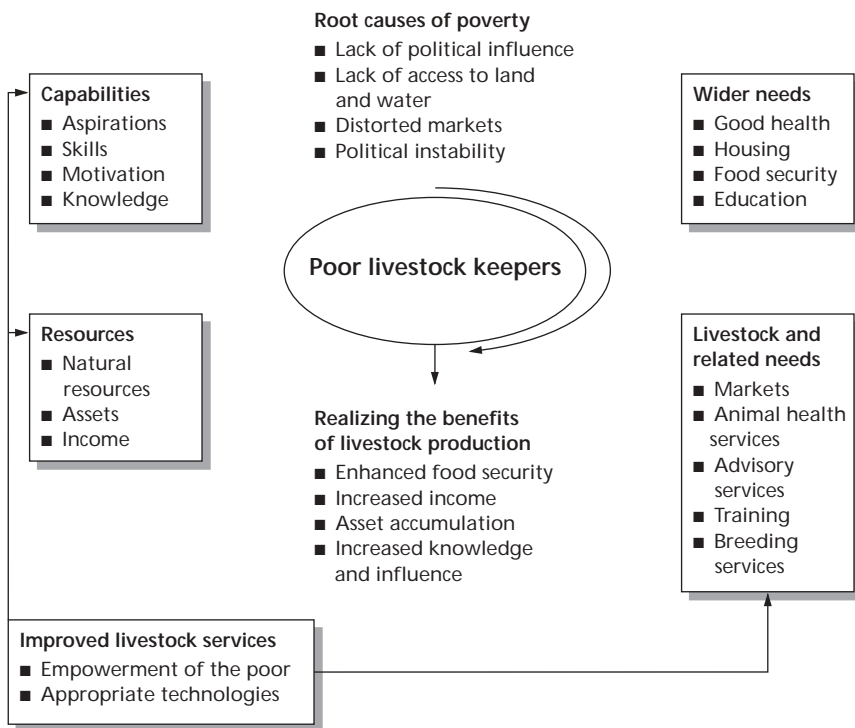 Root causes of poverty
■ Lack of political influence
■ Lack of access to land
and water
■ Distorted markets
■ Political instability
Capabilities
■ Aspirations
■ Skills
■ Motivation
■ Knowledge
Wider needs
■ Good health
■ Housing
■ Food security
■ Education
Poor livestock keepers
Resources
■ Natural
resources
■ Assets
■ Income
Livestock and
related needs
■ Markets
■ Animal health
services
■ Advisory
services
■ Training
■ Breeding
services
Realizing the benefits
of livestock production
■ Enhanced food security
■ Increased income
■ Asset accumulation
■ Increased knowledge
and influence
Improved livestock services
■ Empowerment of the poor
■ Appropriate technologies